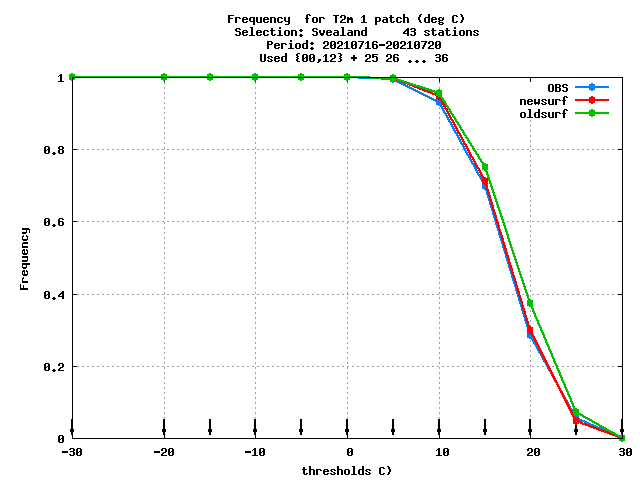 Frequency  for T2m 1 patch (deg C)
Selection: Svealand     43 stations
Period: 20210716-20210720
Used {00,12} + 25 26 ... 36
OBS
newsurf
oldsurf
1
0.8
0.6
0.4
0.2
0
Frequency
-30 -20 -10 0 10 20 30
thresholds C)